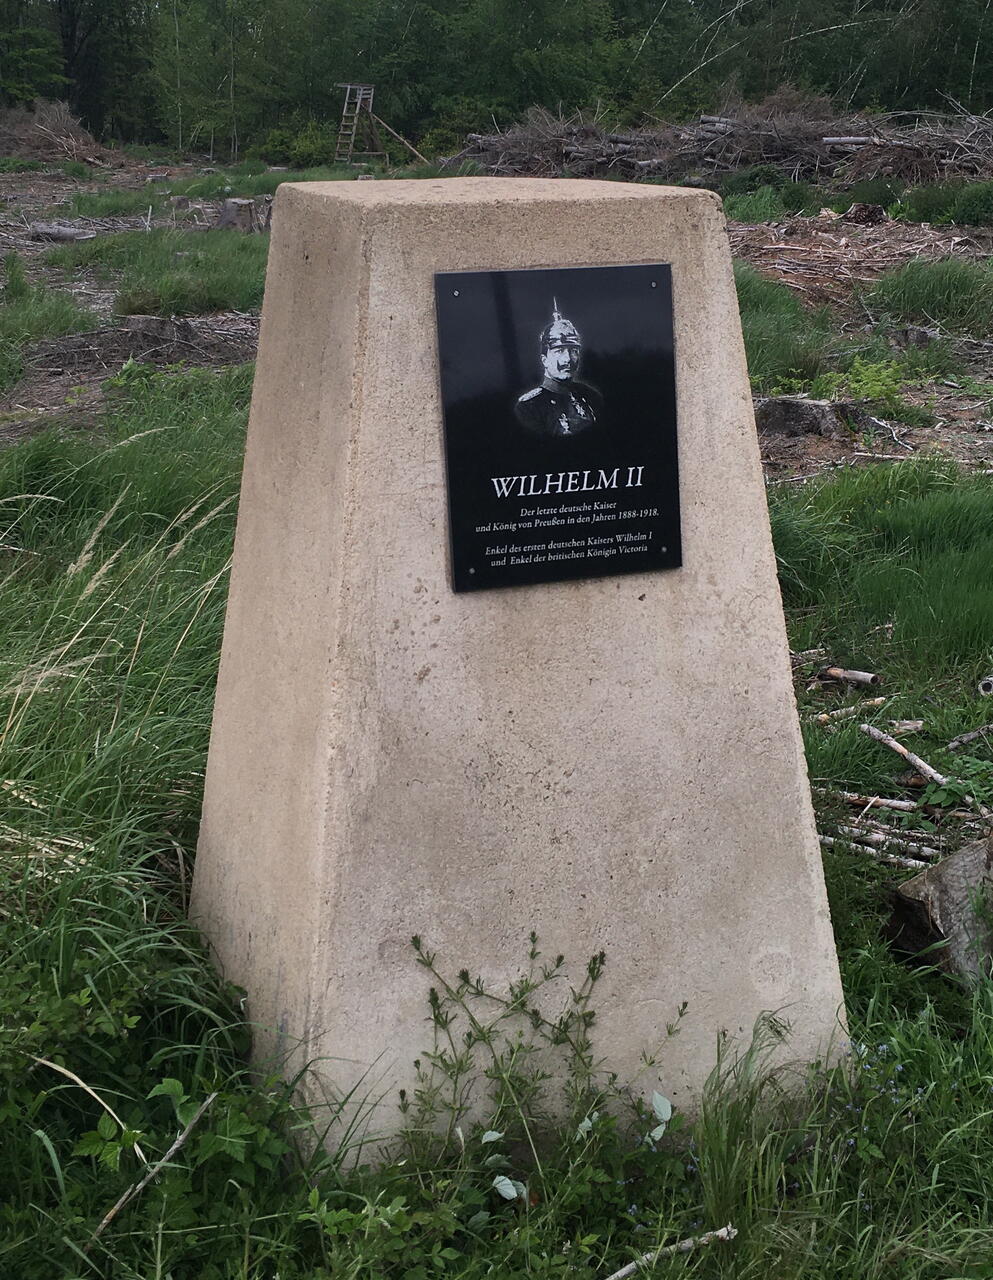 WILHELM II
Der letzte deutsche Kaiser
und König von Preußen in den Jahren 1888-1918.
Enkel des ersten deutschen Kaisers Wilhelm I
und Enkel der britischen Königin Victoria